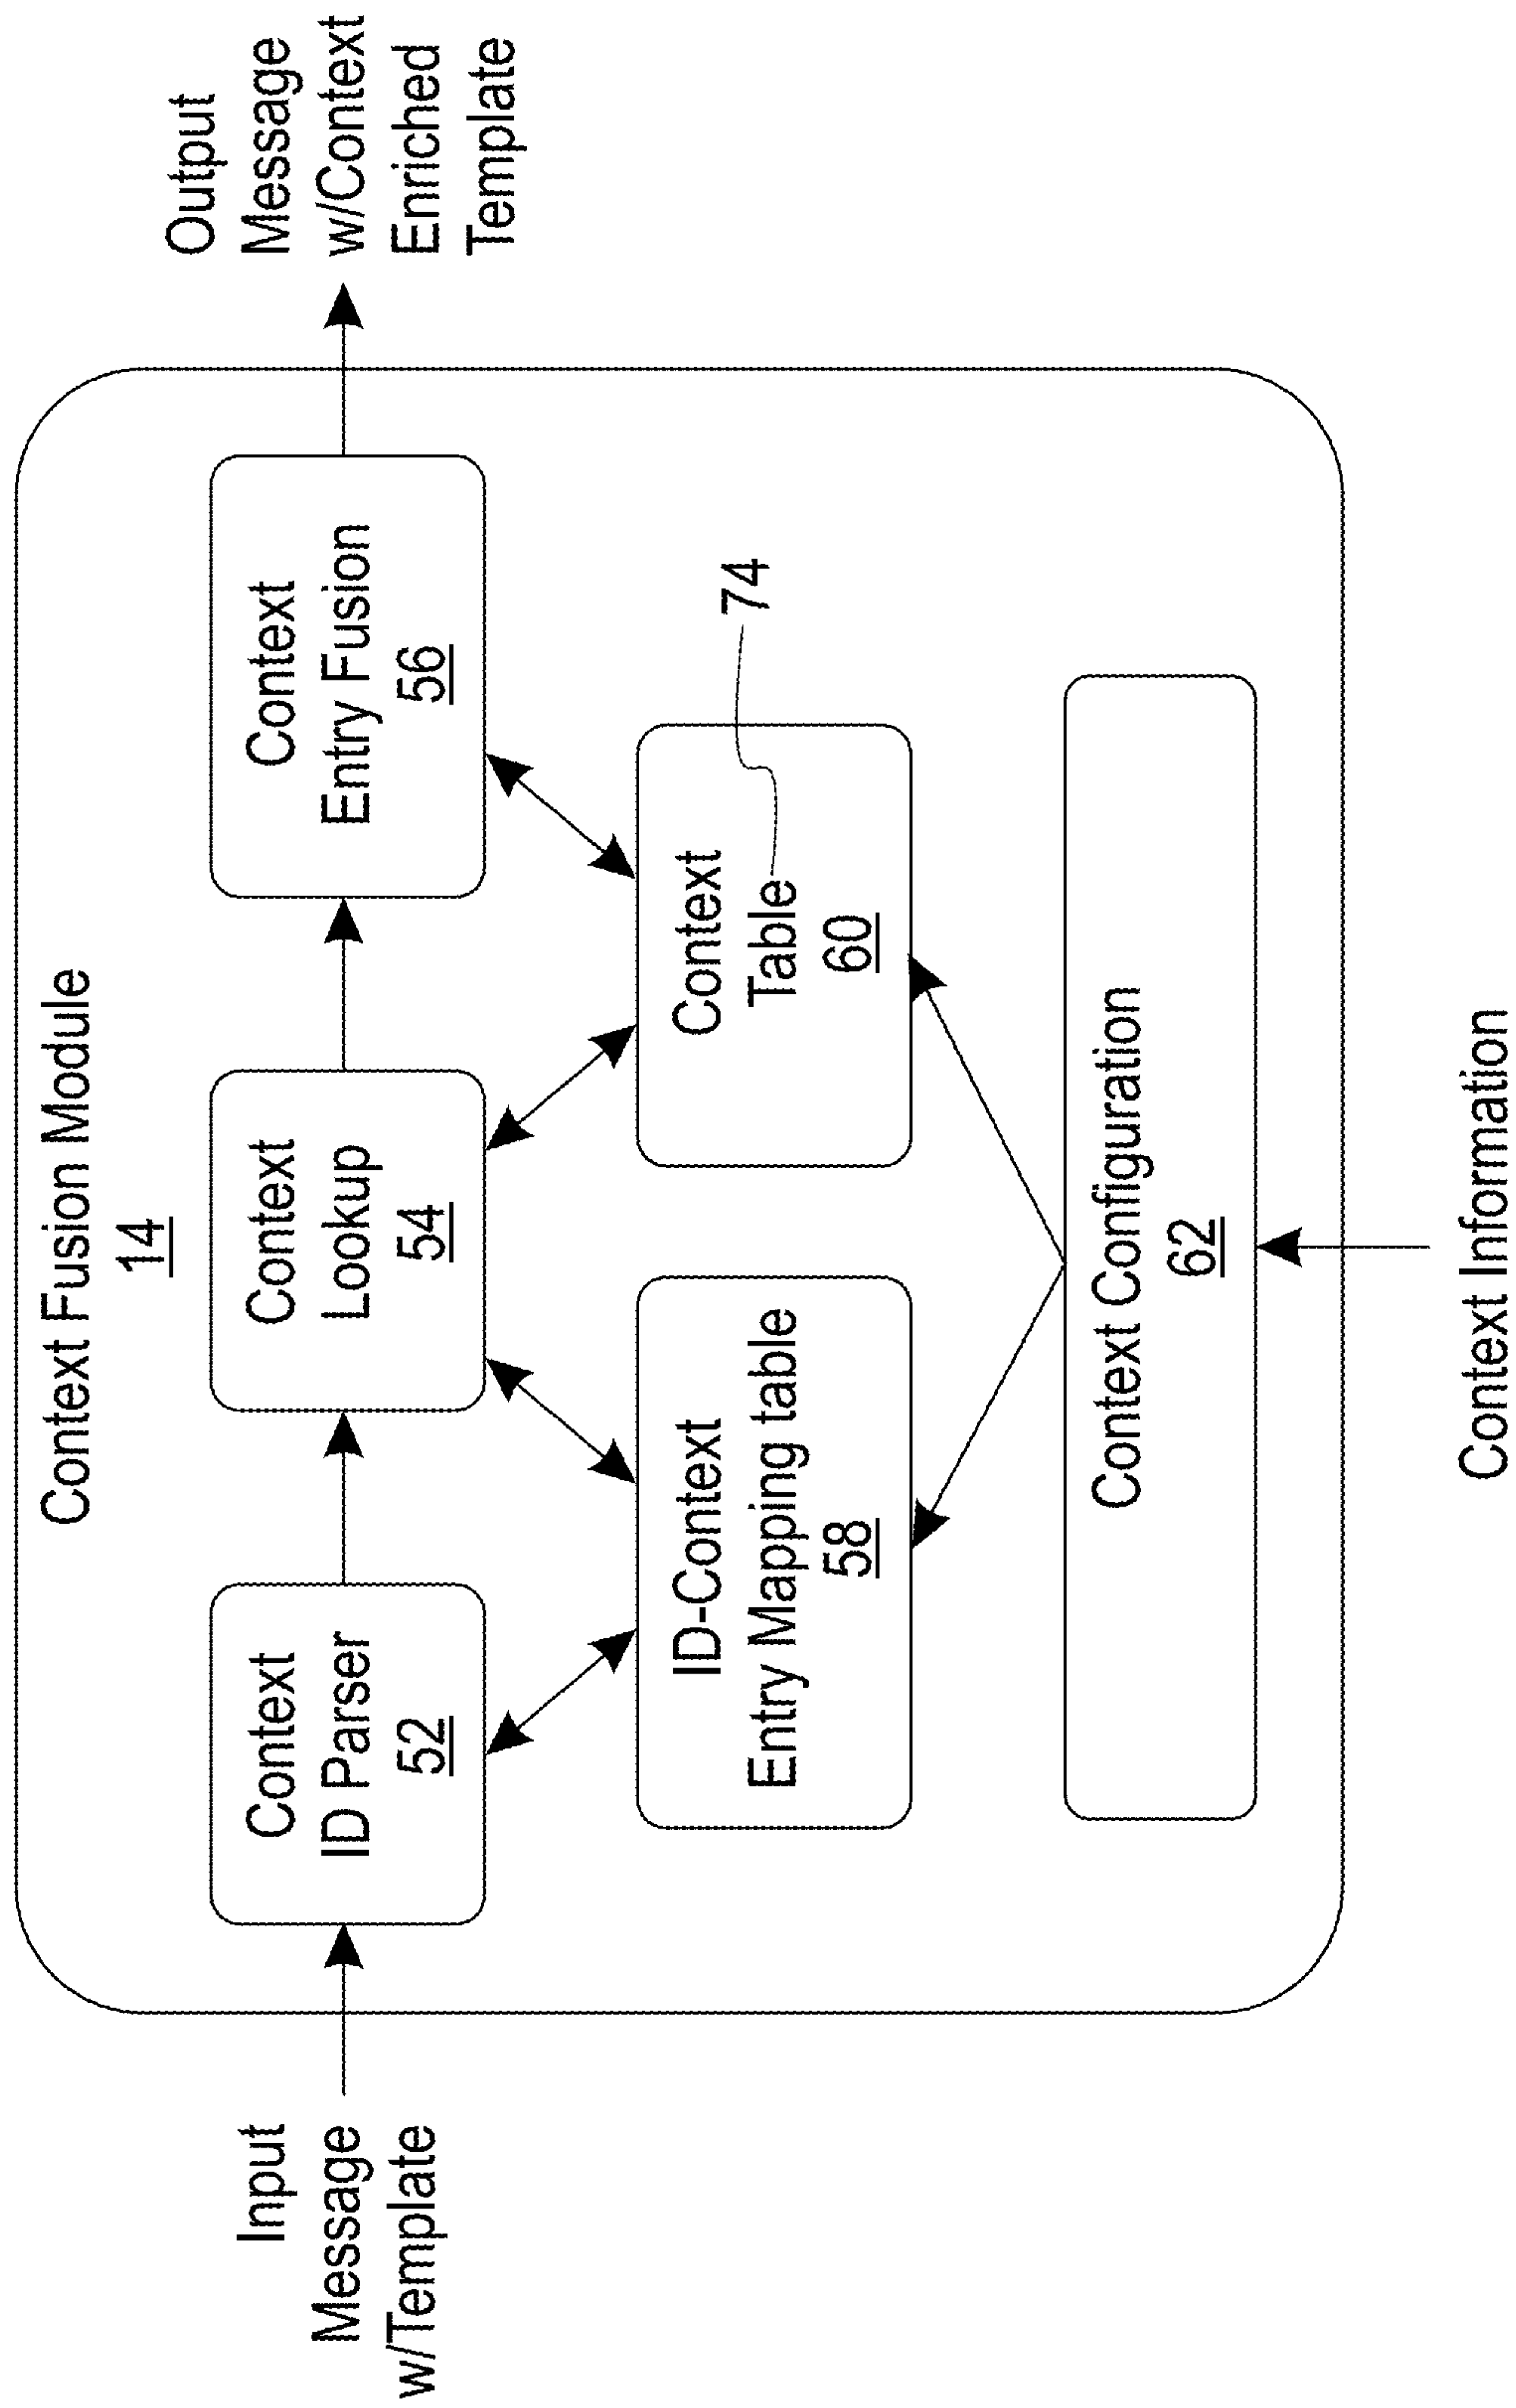 Context Fusion Module
14
Input
Message
w/Template
Context
ID Parser
52
Context
Lookup
54
Context
Entry Fusion
56
Output
Message
w/Context
Enriched
Template
ID-Context
Entry Mapping table
58
Context
Table
60
74
Context Configuration
62
Context Information